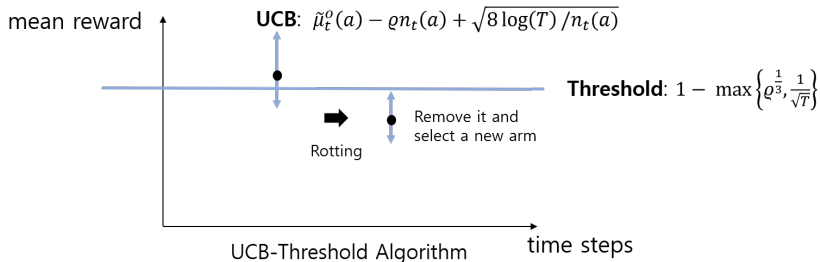 mean reward
UCB: μ̃ₜᵒ(a) − ϱnₜ(a) + √(8 log(T) /nₜ(a))
Threshold: 1 − max{ϱ^(1/3), 1/√T}
Remove it and
select a new arm
Rotting
UCB-Threshold Algorithm
time steps